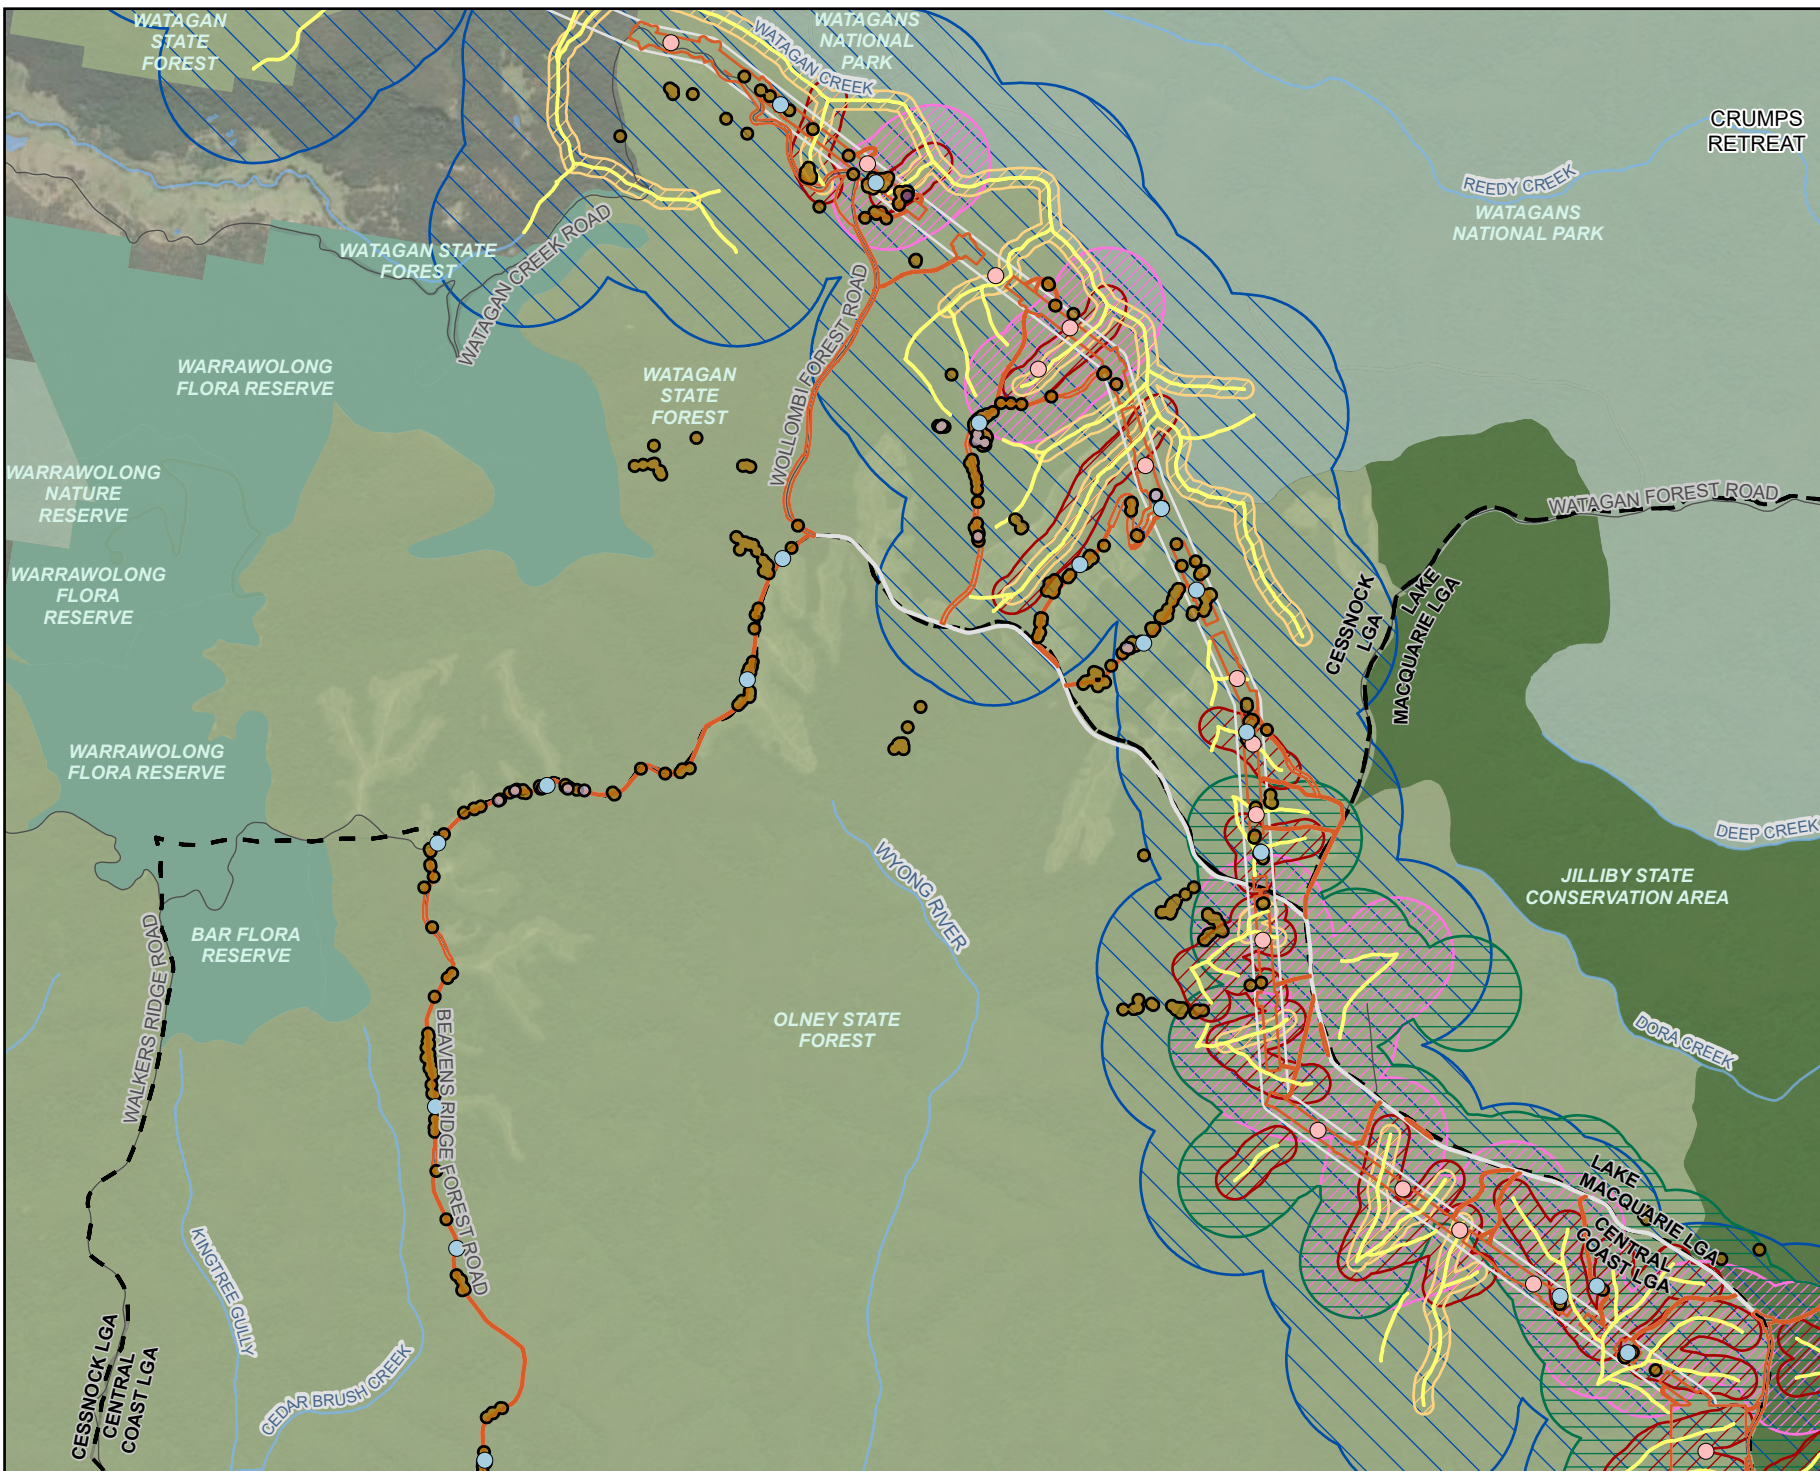 WATAGAN
STATE
FOREST
WATAGANS
NATIONAL
PARK
WATAGAN CREEK
CRUMPS
RETREAT
REEDY CREEK
WATAGANS
NATIONAL PARK
WATAGAN STATE
FOREST
WATAGAN CREEK ROAD
WOLLOMBI FOREST ROAD
WARRAWOLONG
FLORA RESERVE
WATAGAN
STATE
FOREST
WARRAWOLONG
NATURE
RESERVE
WATAGAN FOREST ROAD
WARRAWOLONG
FLORA
RESERVE
CESSNOCK
LGA
LAKE
MACQUARIE LGA
WARRAWOLONG
FLORA RESERVE
DEEP CREEK
WYONG RIVER
JILLIBY STATE
CONSERVATION AREA
BAR FLORA
RESERVE
WALKERS RIDGE ROAD
BEAVENS RIDGE FOREST ROAD
OLNEY STATE
FOREST
DORA CREEK
LAKE
MACQUARIE LGA
CENTRAL
COAST LGA
KINGTREE GULLY
CEDAR BRUSH CREEK
CESSNOCK LGA
CENTRAL
COAST LGA